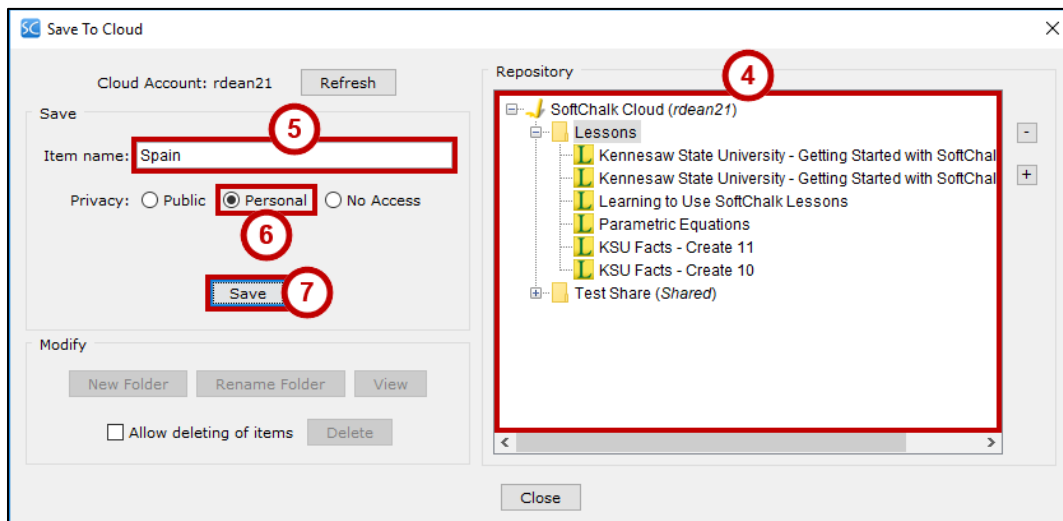 SC Save To Cloud
Cloud Account: rdean21 Refresh
Save
5
Item name: Spain
Privacy: Public Personal No Access
6
Save 7
Modify
New Folder Rename Folder View
Allow deleting of items Delete
Repository
4
SoftChalk Cloud (rdean21)
Lessons
L Kennesaw State University - Getting Started with SoftChal
L Kennesaw State University - Getting Started with SoftChal
L Learning to Use SoftChalk Lessons
L Parametric Equations
L KSU Facts - Create 11
L KSU Facts - Create 10
Test Share (Shared)
-
+
Close